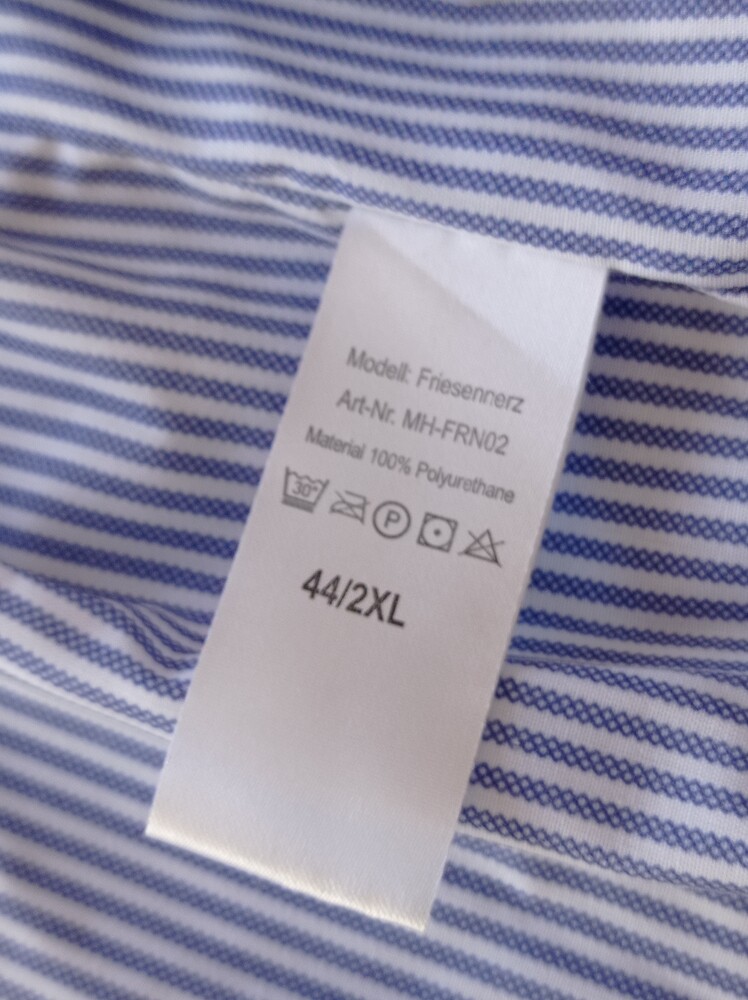 Modell: Friesennerz
Art-Nr. MH-FRN02
Material 100% Polyurethane
30°
P
44/2XL